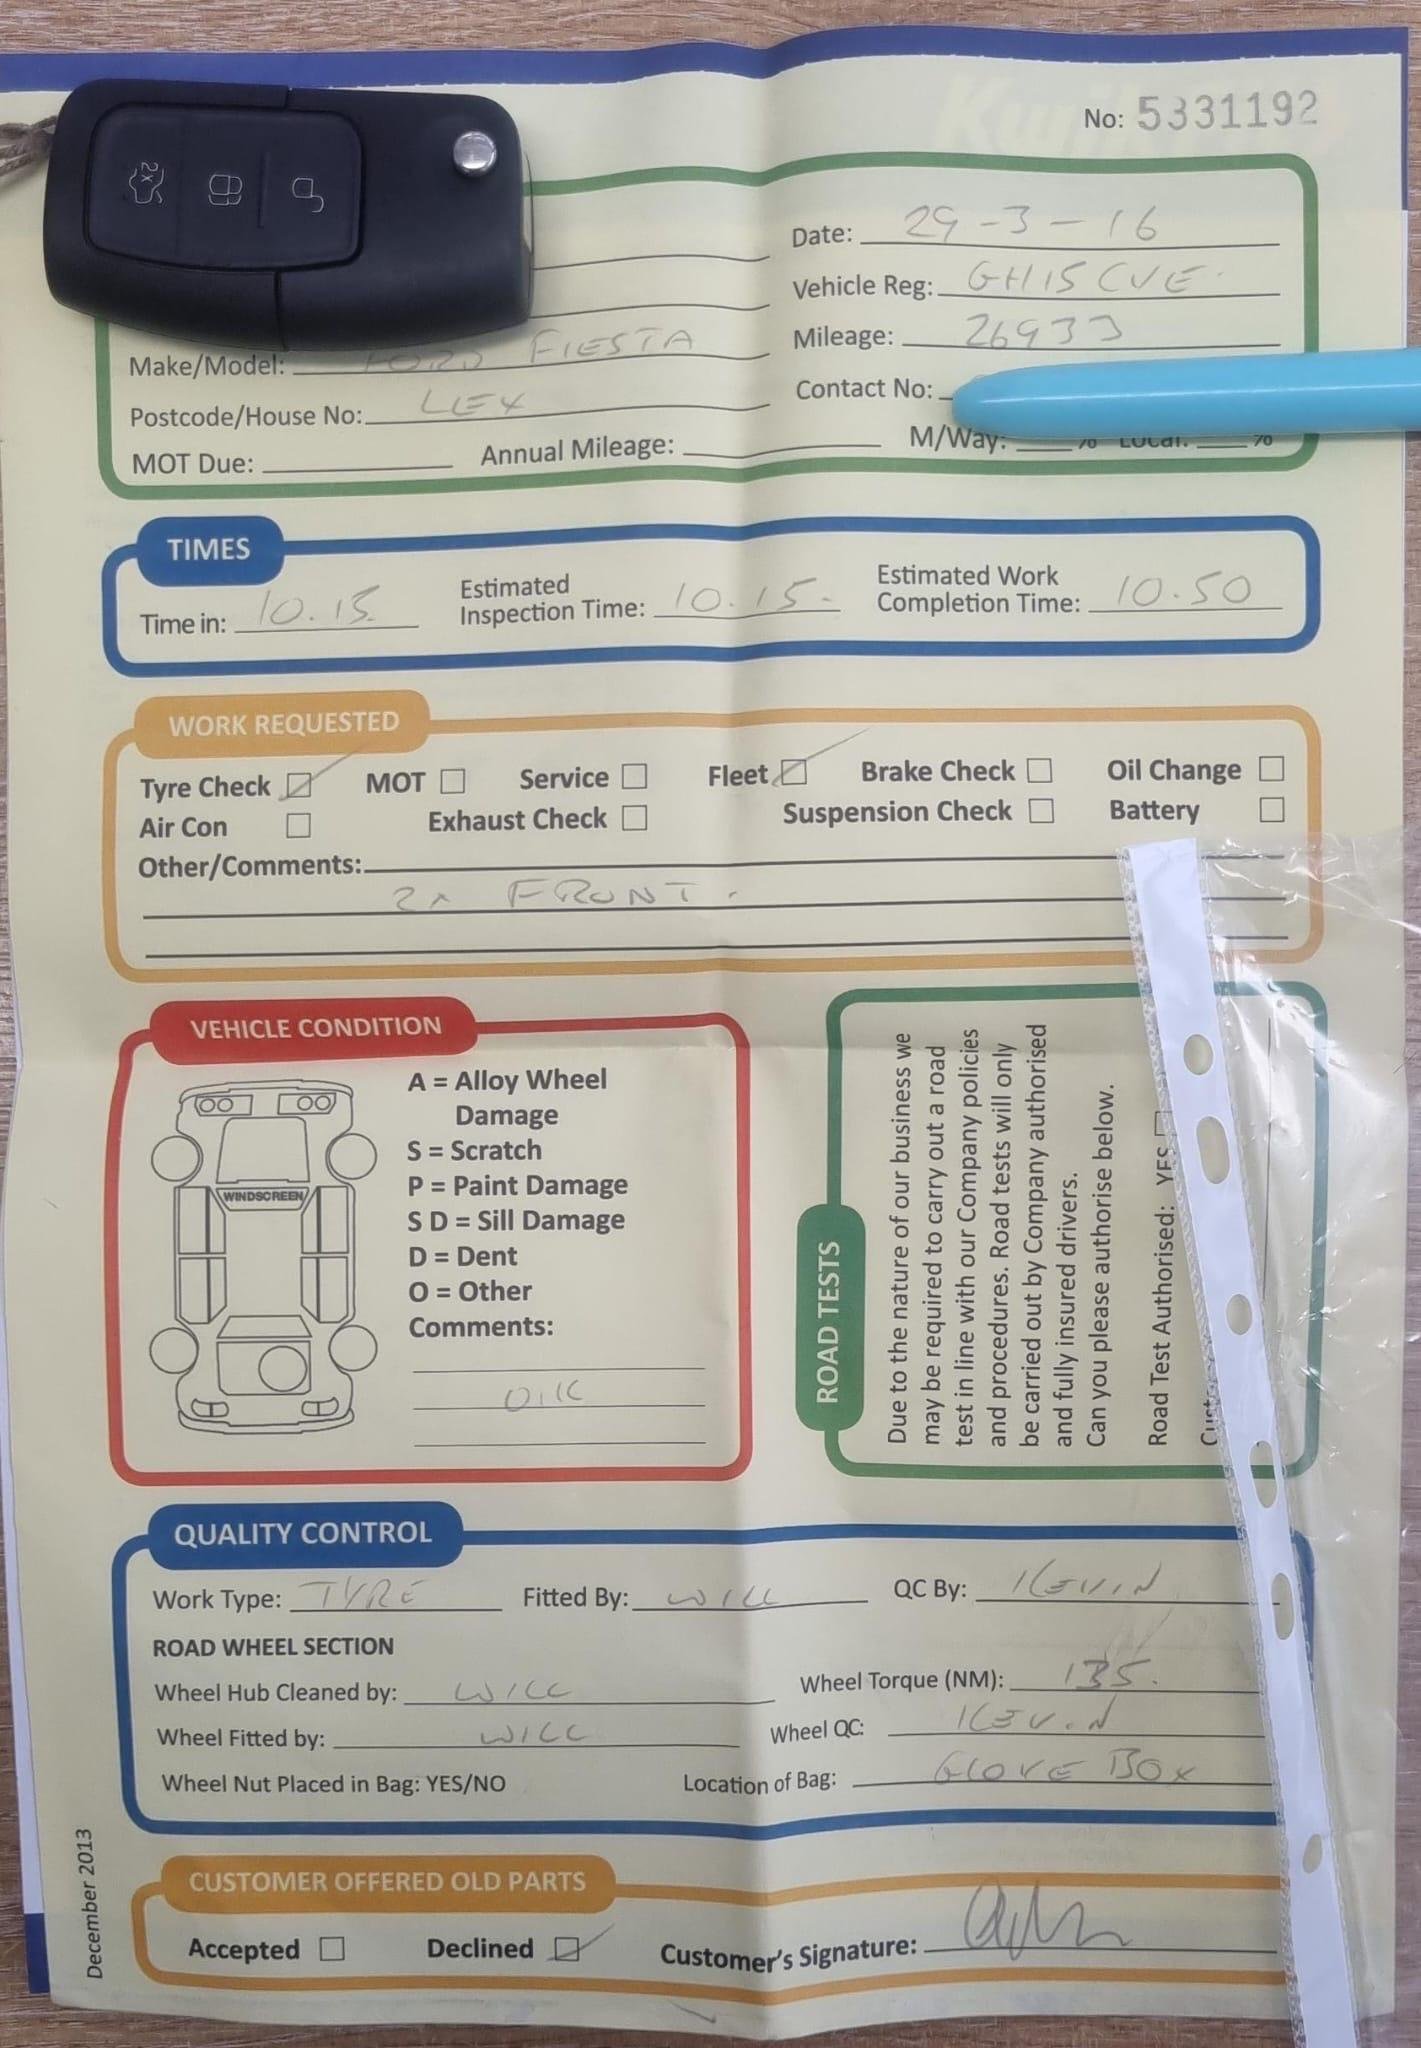 No: 5331192
Date: 29-3-16
Vehicle Reg: GH15 CVE.
Make/Model: FORD FIESTA
Mileage: 26933
Postcode/House No: LEX
Contact No:
MOT Due:
Annual Mileage:
M/Way: % Local: %
TIMES
Time in: 10.15.
Estimated Inspection Time: 10.15.
Estimated Work Completion Time: 10.50
WORK REQUESTED
Tyre Check MOT Service Fleet Brake Check Oil Change
Air Con Exhaust Check Suspension Check Battery
Other/Comments:
2x FRONT.
VEHICLE CONDITION
WINDSCREEN
A = Alloy Wheel
Damage
S = Scratch
P = Paint Damage
S D = Sill Damage
D = Dent
O = Other
Comments:
O/K
ROAD TESTS
Due to the nature of our business we
may be required to carry out a road
test in line with our Company policies
and procedures. Road tests will only
be carried out by Company authorised
and fully insured drivers.
Can you please authorise below.
Road Test Authorised: YES
QUALITY CONTROL
Work Type: TYRE Fitted By: WILL QC By: KEVIN
ROAD WHEEL SECTION
Wheel Hub Cleaned by: WILL Wheel Torque (NM): 135.
Wheel Fitted by: WILL Wheel QC: KEVIN
Wheel Nut Placed in Bag: YES/NO Location of Bag: GLOVE BOX
December 2013
CUSTOMER OFFERED OLD PARTS
Accepted Declined Customer's Signature: